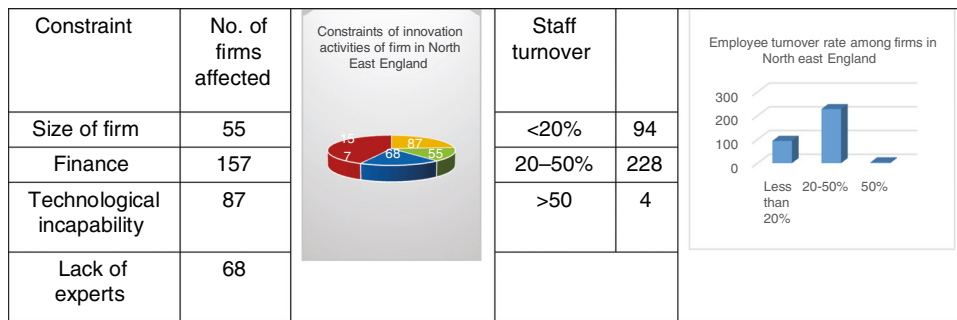 Constraint
No. of
firms
affected
Size of firm
55
Finance
157
Technological
incapability
87
Lack of
experts
68
Constraints of innovation
activities of firm in North
East England
87
55
68
15
7
Staff
turnover
<20%
94
20–50%
228
>50
4
Employee turnover rate among firms in
North east England
300
200
100
0
Less
than
20%
20-50%
50%